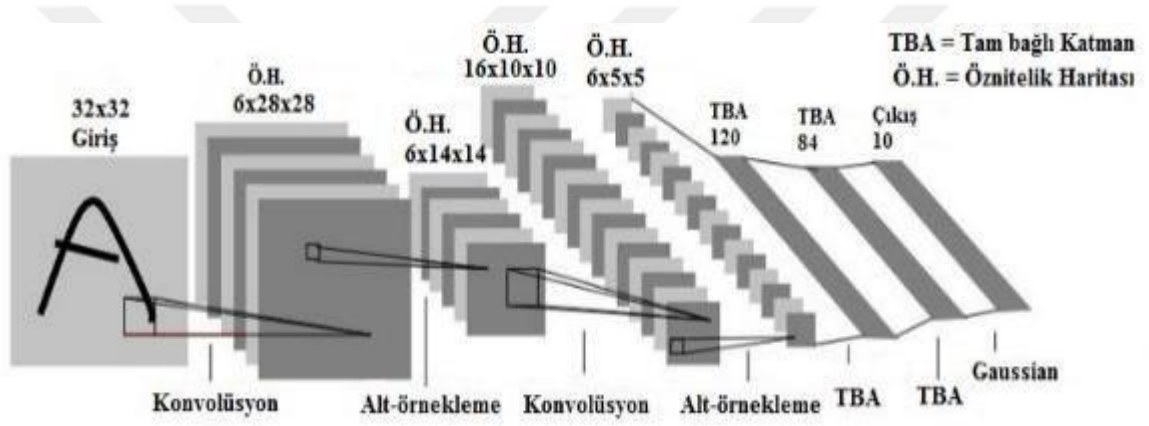 TBA = Tam bağlı Katman
Ö.H. = Öznitelik Haritası
32x32
Giriş
Ö.H.
6x28x28
Ö.H.
6x14x14
Ö.H.
16x10x10
Ö.H.
6x5x5
TBA
120
TBA
84
Çıkış
10
Konvolüsyon
Alt-örnekleme
Konvolüsyon
Alt-örnekleme
TBA
TBA
Gaussian